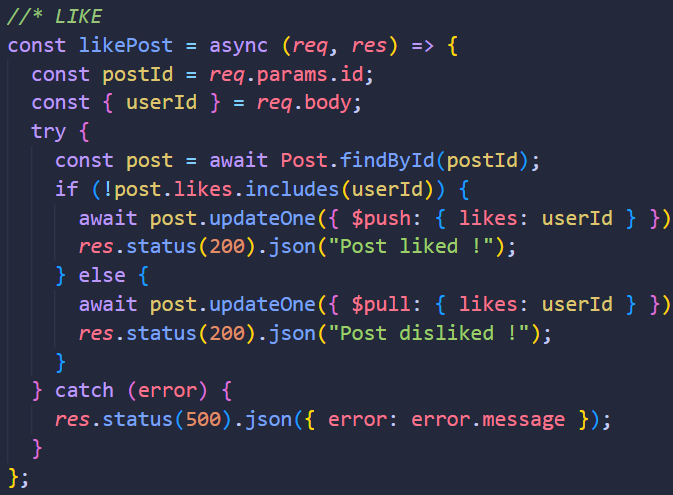 //* LIKE
const likePost = async (req, res) => {
  const postId = req.params.id;
  const { userId } = req.body;
  try {
    const post = await Post.findById(postId);
    if (!post.likes.includes(userId)) {
      await post.updateOne({ $push: { likes: userId } })
      res.status(200).json("Post liked !");
    } else {
      await post.updateOne({ $pull: { likes: userId } })
      res.status(200).json("Post disliked !");
    }
  } catch (error) {
    res.status(500).json({ error: error.message });
  }
};